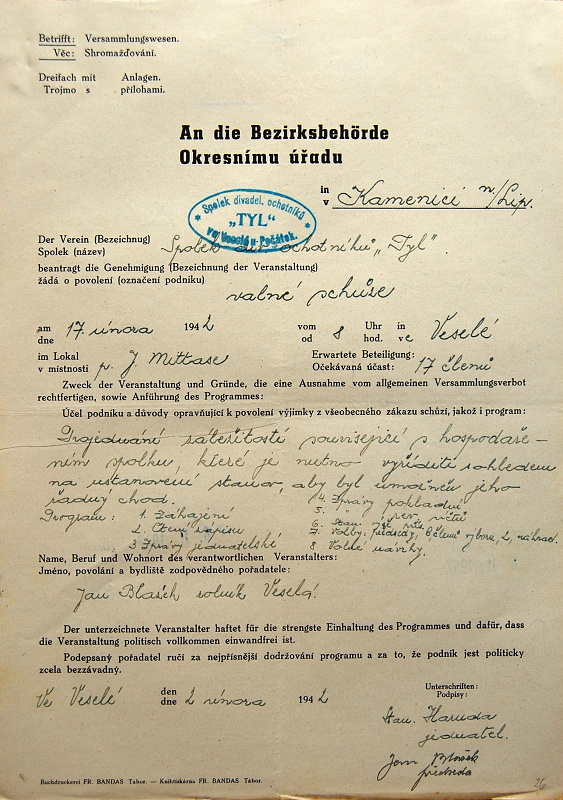 Betrifft: Versammlungswesen.
Věc: Shromažďování.
Dreifach mit Anlagen.
Trojmo s přílohami.
An die Bezirksbehörde
Okresnímu úřadu
in
v Kamenici n/Lip.
* Spolek divadel. ochotníků *
„TYL"
ve Veselé u Počátek.
Der Verein (Bezeichnug)
Spolek (název) Spolek div. ochotníků „Tyl".
beantragt die Genehmigung (Bezeichnung der Veranstaltung)
žádá o povolení (označení podniku)
valné schůze
am 17. února 1942 vom 8 Uhr in Veselé
dne od hod. ve
im Lokal p. J. Mittase Erwartete Beteiligung:
v místnosti Očekávaná účast: 17 členů
Zweck der Veranstaltung und Gründe, die eine Ausnahme vom allgemeinen Versammlungsverbot
rechtfertigen, sowie Anführung des Programmes:
Účel podniku a důvody opravňující k povolení výjimky z všeobecného zákazu schůzí, jakož i program:
Projednání záležitostí související s hospodaře-
ním spolku, které je nutno vyříditi vzhledem
na ustanovení stanov, aby byl umožněn jeho
řádný chod.
Program: 1. Zahájení
2. Čtení zápisu
3 Zprávy jednatelské
4. Zprávy pokladní
5. " rev. účtů
6.
7. Volby, předsedy, členů výboru, 2 náhrad.
8 Volné návrhy.
Name, Beruf und Wohnort des verantwortlichen Veranstalters:
Jméno, povolání a bydliště zodpovědného pořadatele:
Jan Blažek rolník Veselá.
Der unterzeichnete Veranstalter haftet für die strengste Einhaltung des Programmes und dafür, dass
die Veranstaltung politisch vollkommen einwandfrei ist.
Podepsaný pořadatel ručí za nejpřísnější dodržování programu a za to, že podnik jest politicky
zcela bezzávadný.
Ve Veselé den
dne 2 února 1942
Unterschriften:
Podpisy:
Stan. Haruda
jednatel.
Jan Blažek
předseda
Buchdruckerei FR. BANDAS Tabor. — Knihtiskárna FR. BANDAS Tábor.
26